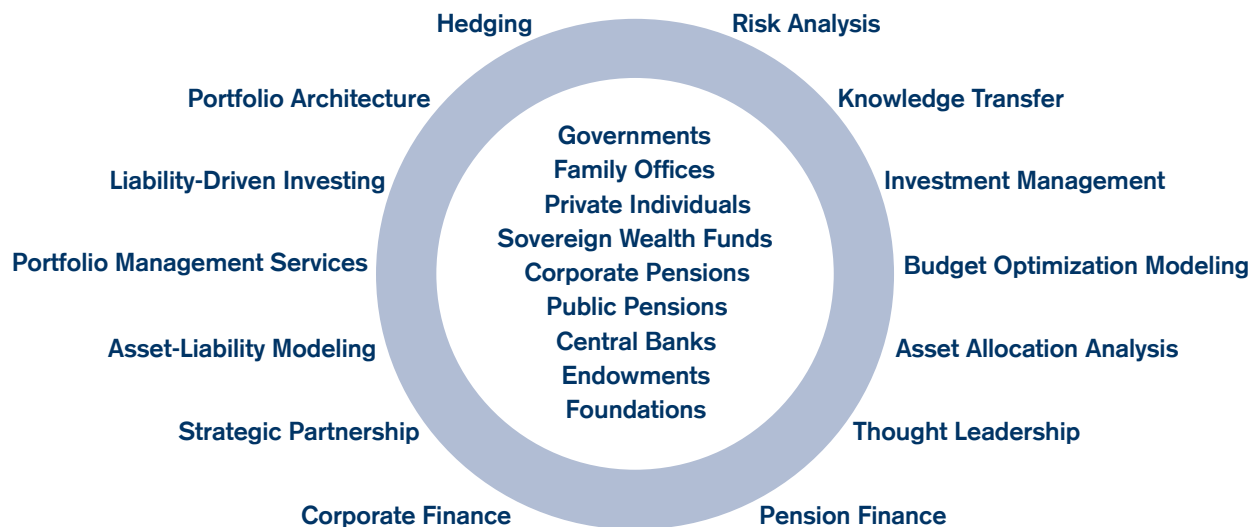 Hedging
Risk Analysis
Portfolio Architecture
Knowledge Transfer
Liability-Driven Investing
Investment Management
Portfolio Management Services
Budget Optimization Modeling
Asset-Liability Modeling
Asset Allocation Analysis
Strategic Partnership
Thought Leadership
Corporate Finance
Pension Finance
Governments
Family Offices
Private Individuals
Sovereign Wealth Funds
Corporate Pensions
Public Pensions
Central Banks
Endowments
Foundations